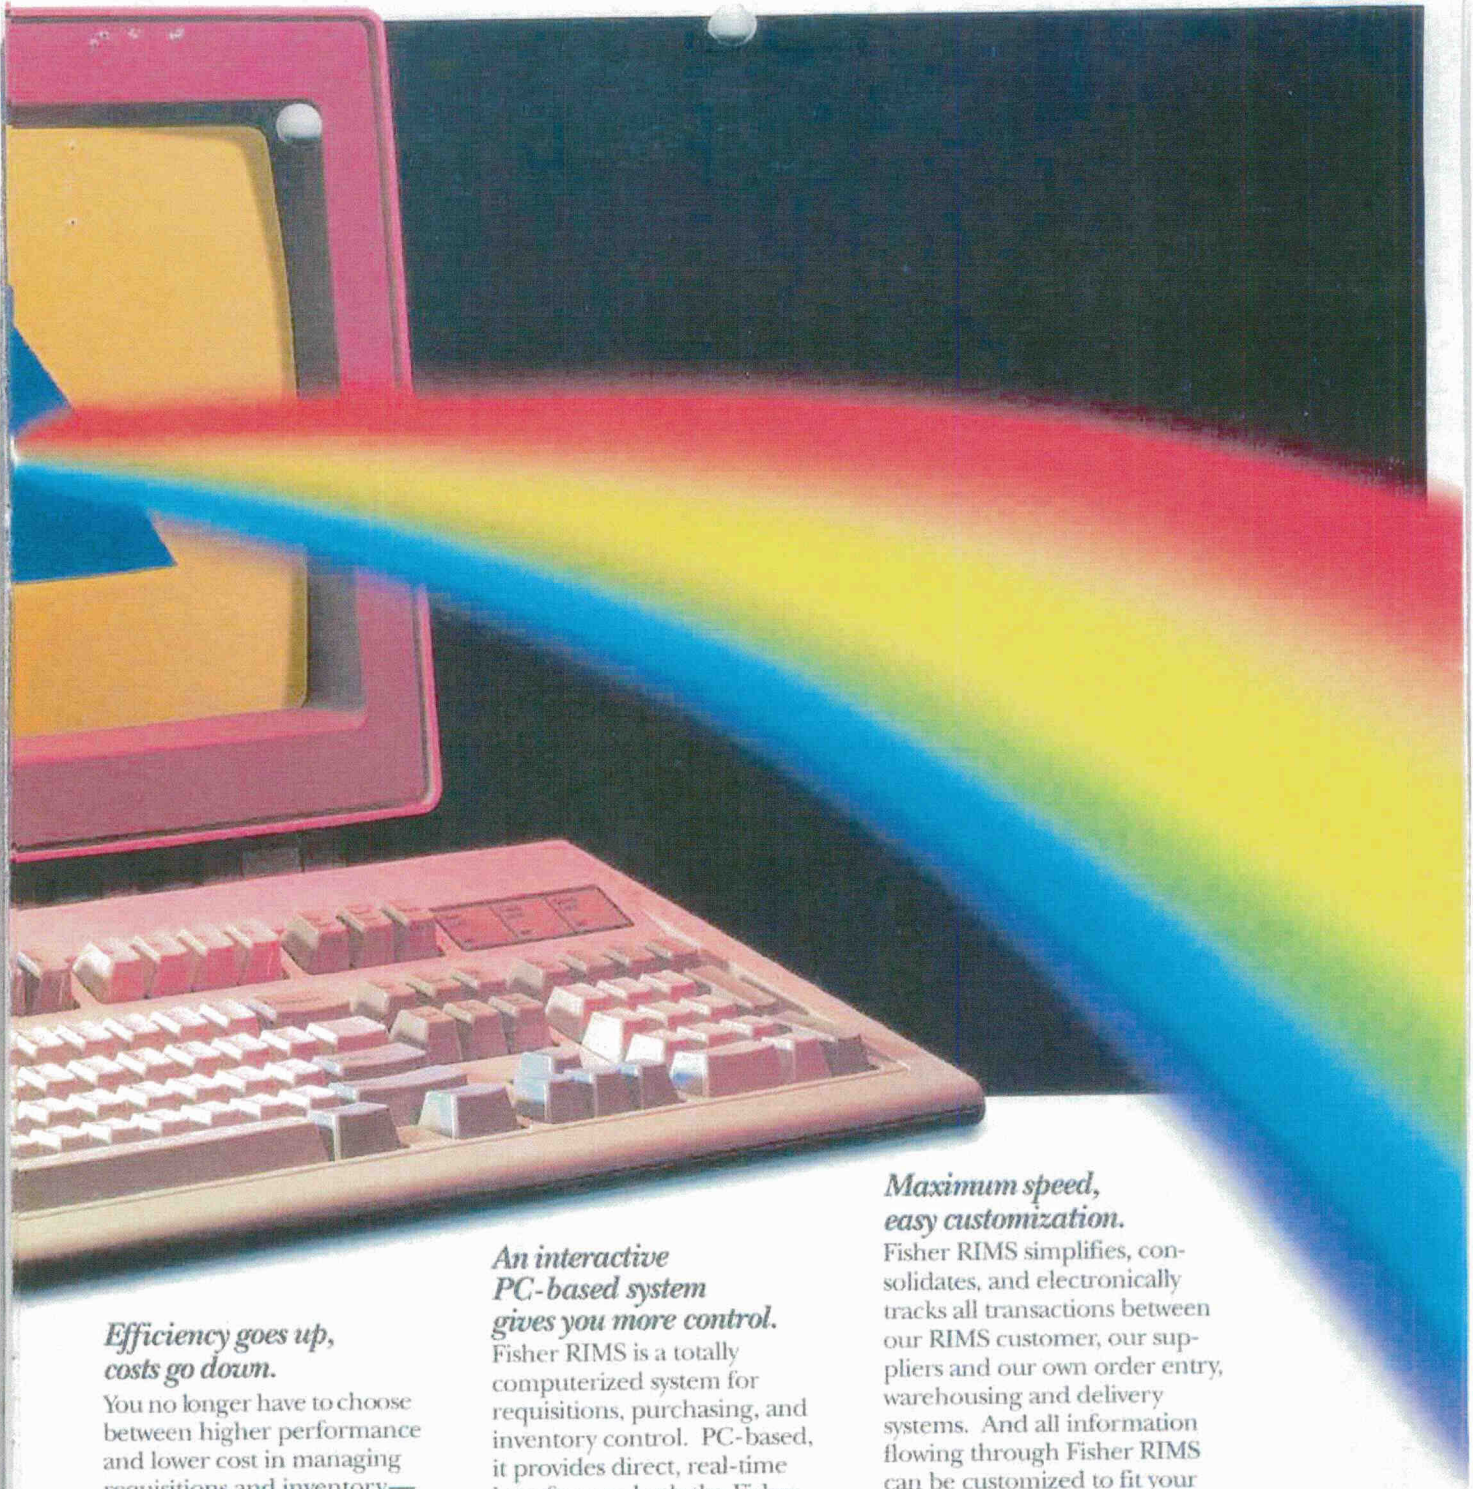 Efficiency goes up,
costs go down.
You no longer have to choose
between higher performance
and lower cost in managing
requisitions and inventory—
An interactive
PC-based system
gives you more control.
Fisher RIMS is a totally
computerized system for
requisitions, purchasing, and
inventory control. PC-based,
it provides direct, real-time
Maximum speed,
easy customization.
Fisher RIMS simplifies, con-
solidates, and electronically
tracks all transactions between
our RIMS customer, our sup-
pliers and our own order entry,
warehousing and delivery
systems. And all information
flowing through Fisher RIMS
can be customized to fit your